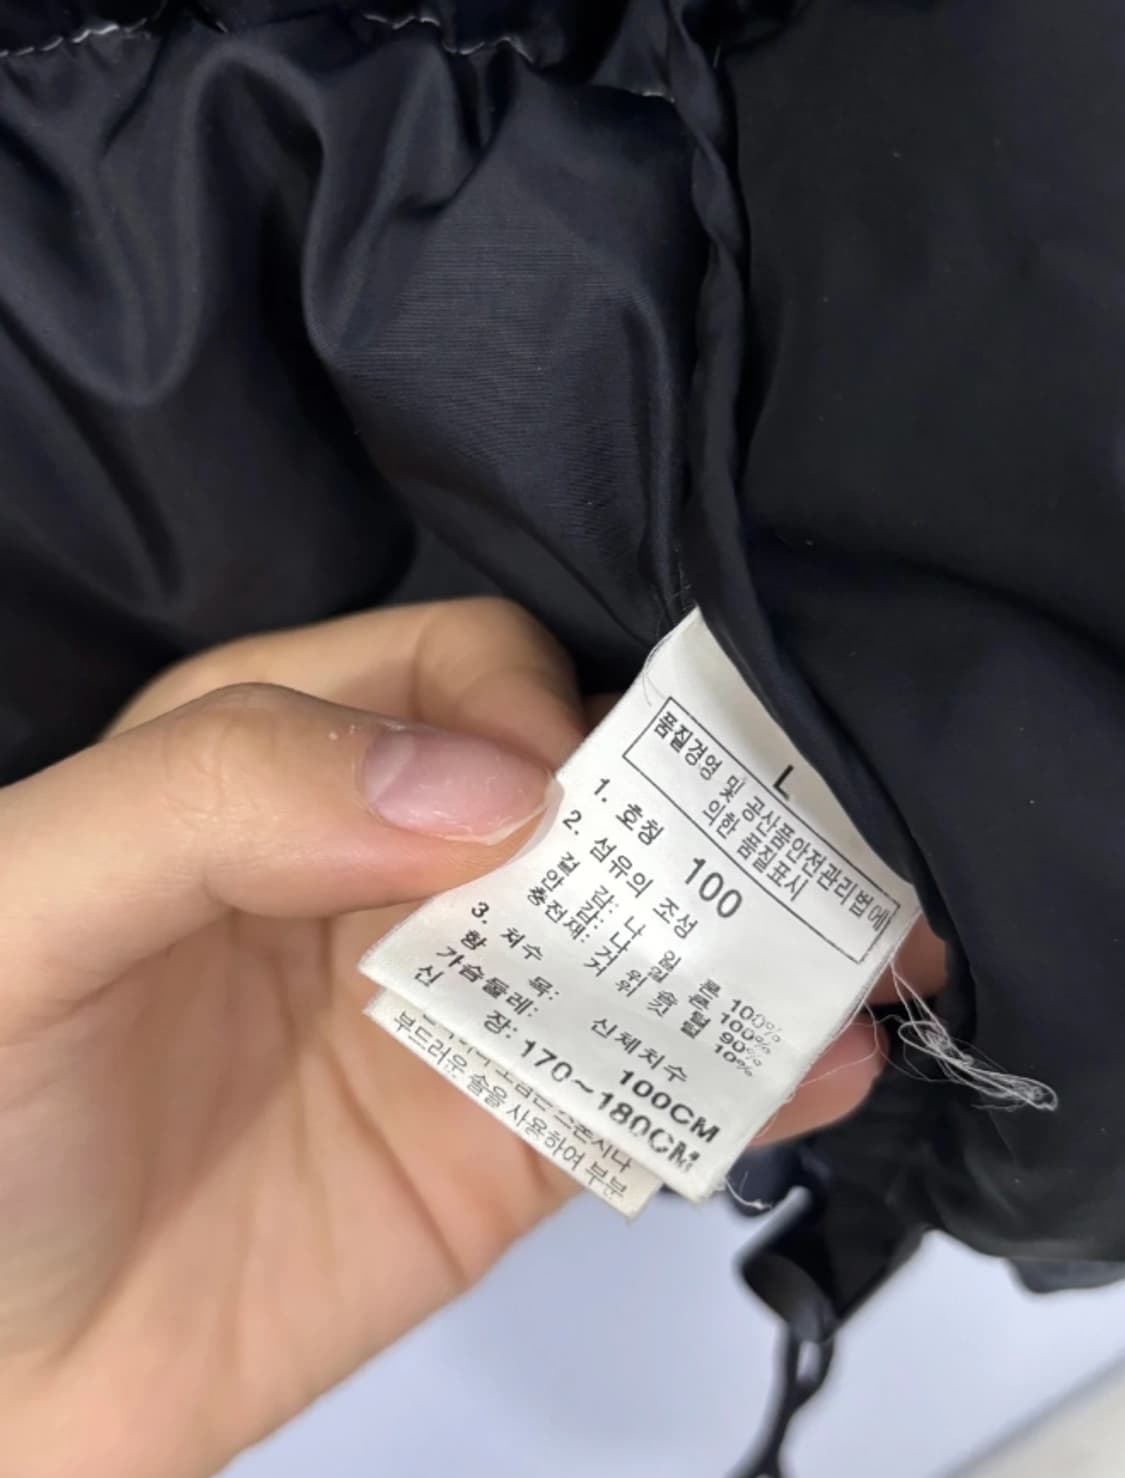 L
품질경영 및 공산품안전관리법에
의한 품질표시
1. 호칭 100
2. 섬유의 조성
겉 감: 나 일 론 100%
안 감: 나 일 론 100%
충전재: 거 위 솜 털 90%
거 위 깃 털 10%
3. 치수
항 목: 신체치수
가슴둘레: 100CM
신 장: 170~180CM
스폰지나
부드러운 솔을 사용하여 부분